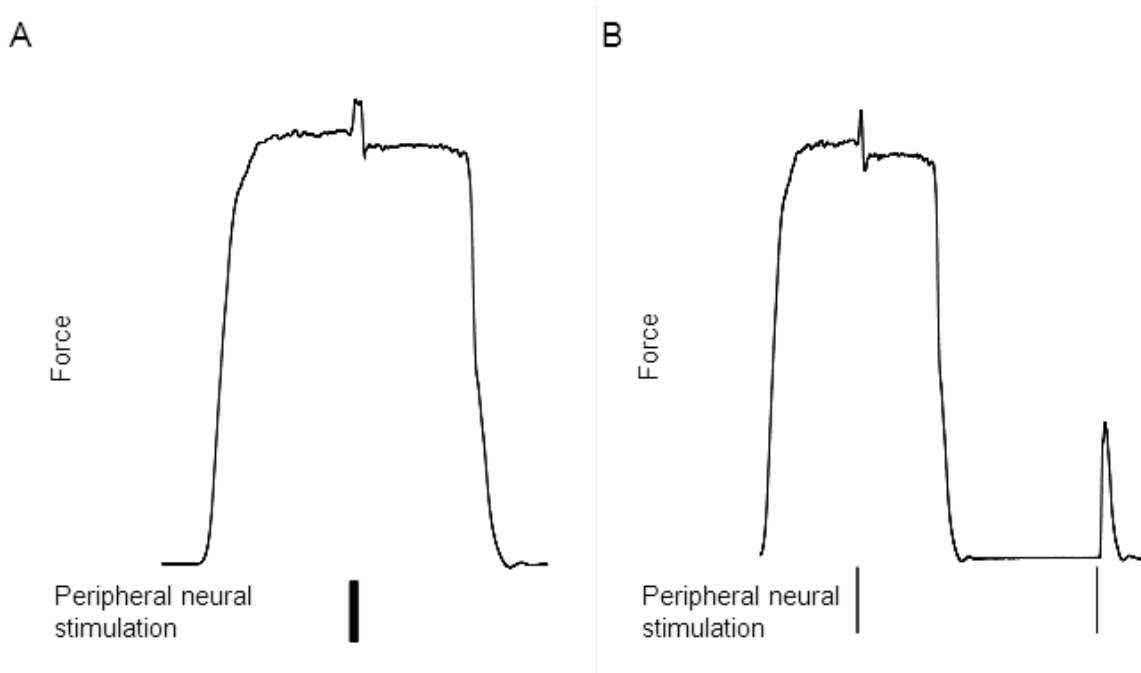 A
B
Force
Force
Peripheral neural
stimulation
Peripheral neural
stimulation